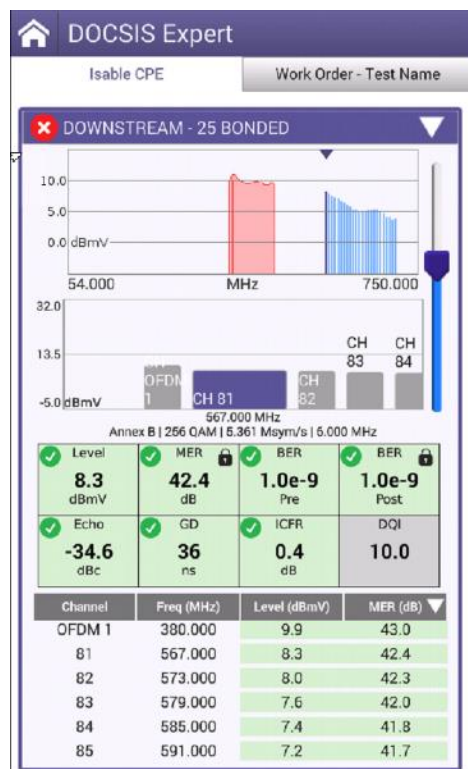 DOCSIS Expert
Isable CPE Work Order - Test Name
DOWNSTREAM - 25 BONDED
10.0
5.0
0.0 dBmV
54.000 MHz 750.000
32.0
13.5
-5.0 dBmV
OFDM 1
CH 81
CH 82
CH 83
CH 84
567.000 MHz
Annex B | 256 QAM | 5.361 Msym/s | 6.000 MHz
Level MER BER BER
8.3 42.4 1.0e-9 1.0e-9
dBmV dB Pre Post
Echo GD ICFR DQI
-34.6 36 0.4 10.0
dBc ns dB
Channel Freq (MHz) Level (dBmV) MER (dB)
OFDM 1 380.000 9.9 43.0
81 567.000 8.3 42.4
82 573.000 8.0 42.3
83 579.000 7.6 42.0
84 585.000 7.4 41.8
85 591.000 7.2 41.7